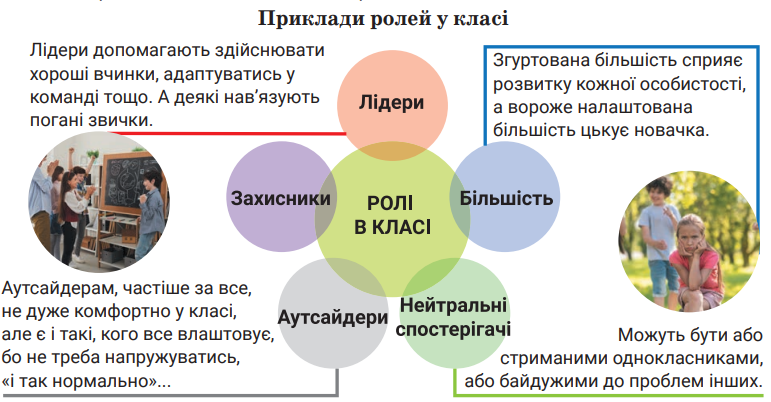 Приклади ролей у класі
Лідери допомагають здійснювати
хороші вчинки, адаптуватись у
команді тощо. А деякі нав’язують
погані звички.
Згуртована більшість сприяє
розвитку кожної особистості,
а вороже налаштована
більшість цькує новачка.
Лідери
Захисники
РОЛІ
В КЛАСІ
Більшість
Аутсайдери
Нейтральні
спостерігачі
Аутсайдерам, частіше за все,
не дуже комфортно у класі,
але є і такі, кого все влаштовує,
бо не треба напружуватись,
«і так нормально»...
Можуть бути або
стриманими однокласниками,
або байдужими до проблем інших.